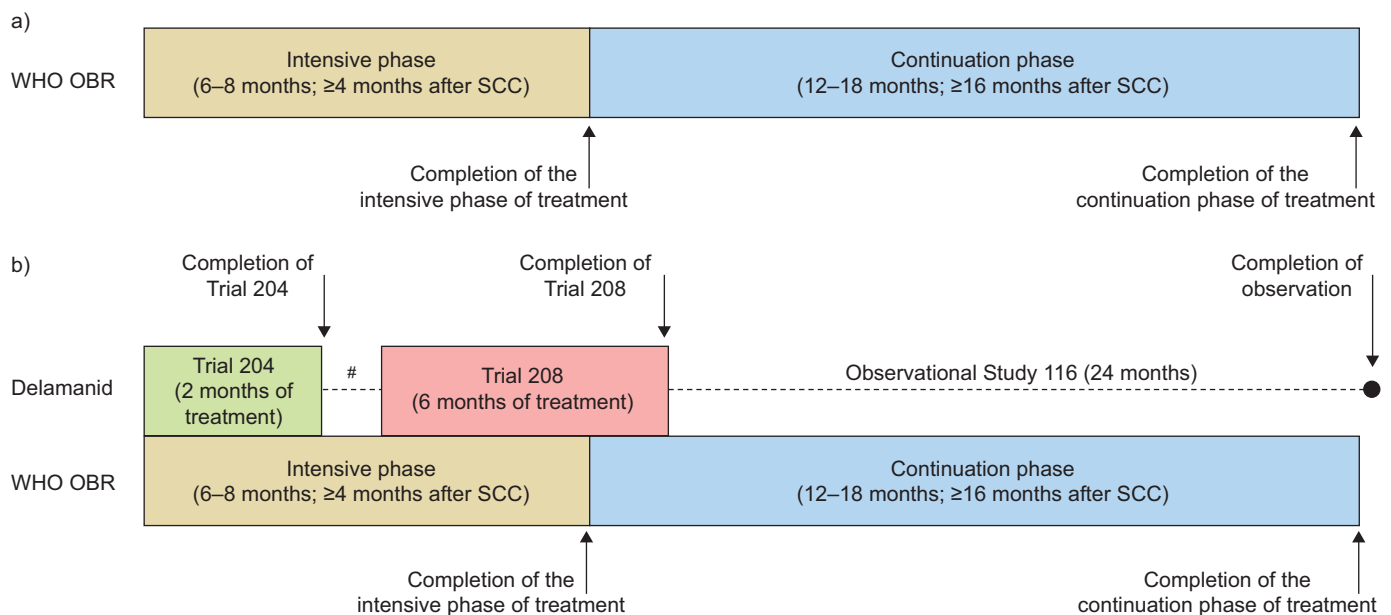 a)
WHO OBR
Intensive phase
(6–8 months; ≥4 months after SCC)
Continuation phase
(12–18 months; ≥16 months after SCC)
Completion of the
intensive phase of treatment
Completion of the
continuation phase of treatment
b)
Completion of
Trial 204
Completion of
Trial 208
Completion of
observation
Delamanid
Trial 204
(2 months of
treatment)
#
Trial 208
(6 months of treatment)
Observational Study 116 (24 months)
WHO OBR
Intensive phase
(6–8 months; ≥4 months after SCC)
Continuation phase
(12–18 months; ≥16 months after SCC)
Completion of the
intensive phase of treatment
Completion of the
continuation phase of treatment